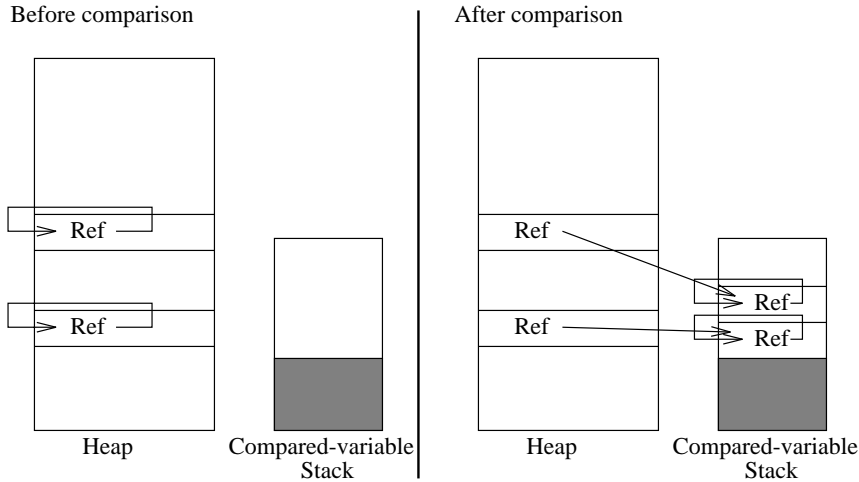 Before comparison
Ref
Ref
Heap
Compared-variable
Stack
After comparison
Ref
Ref
Ref
Ref
Heap
Compared-variable
Stack